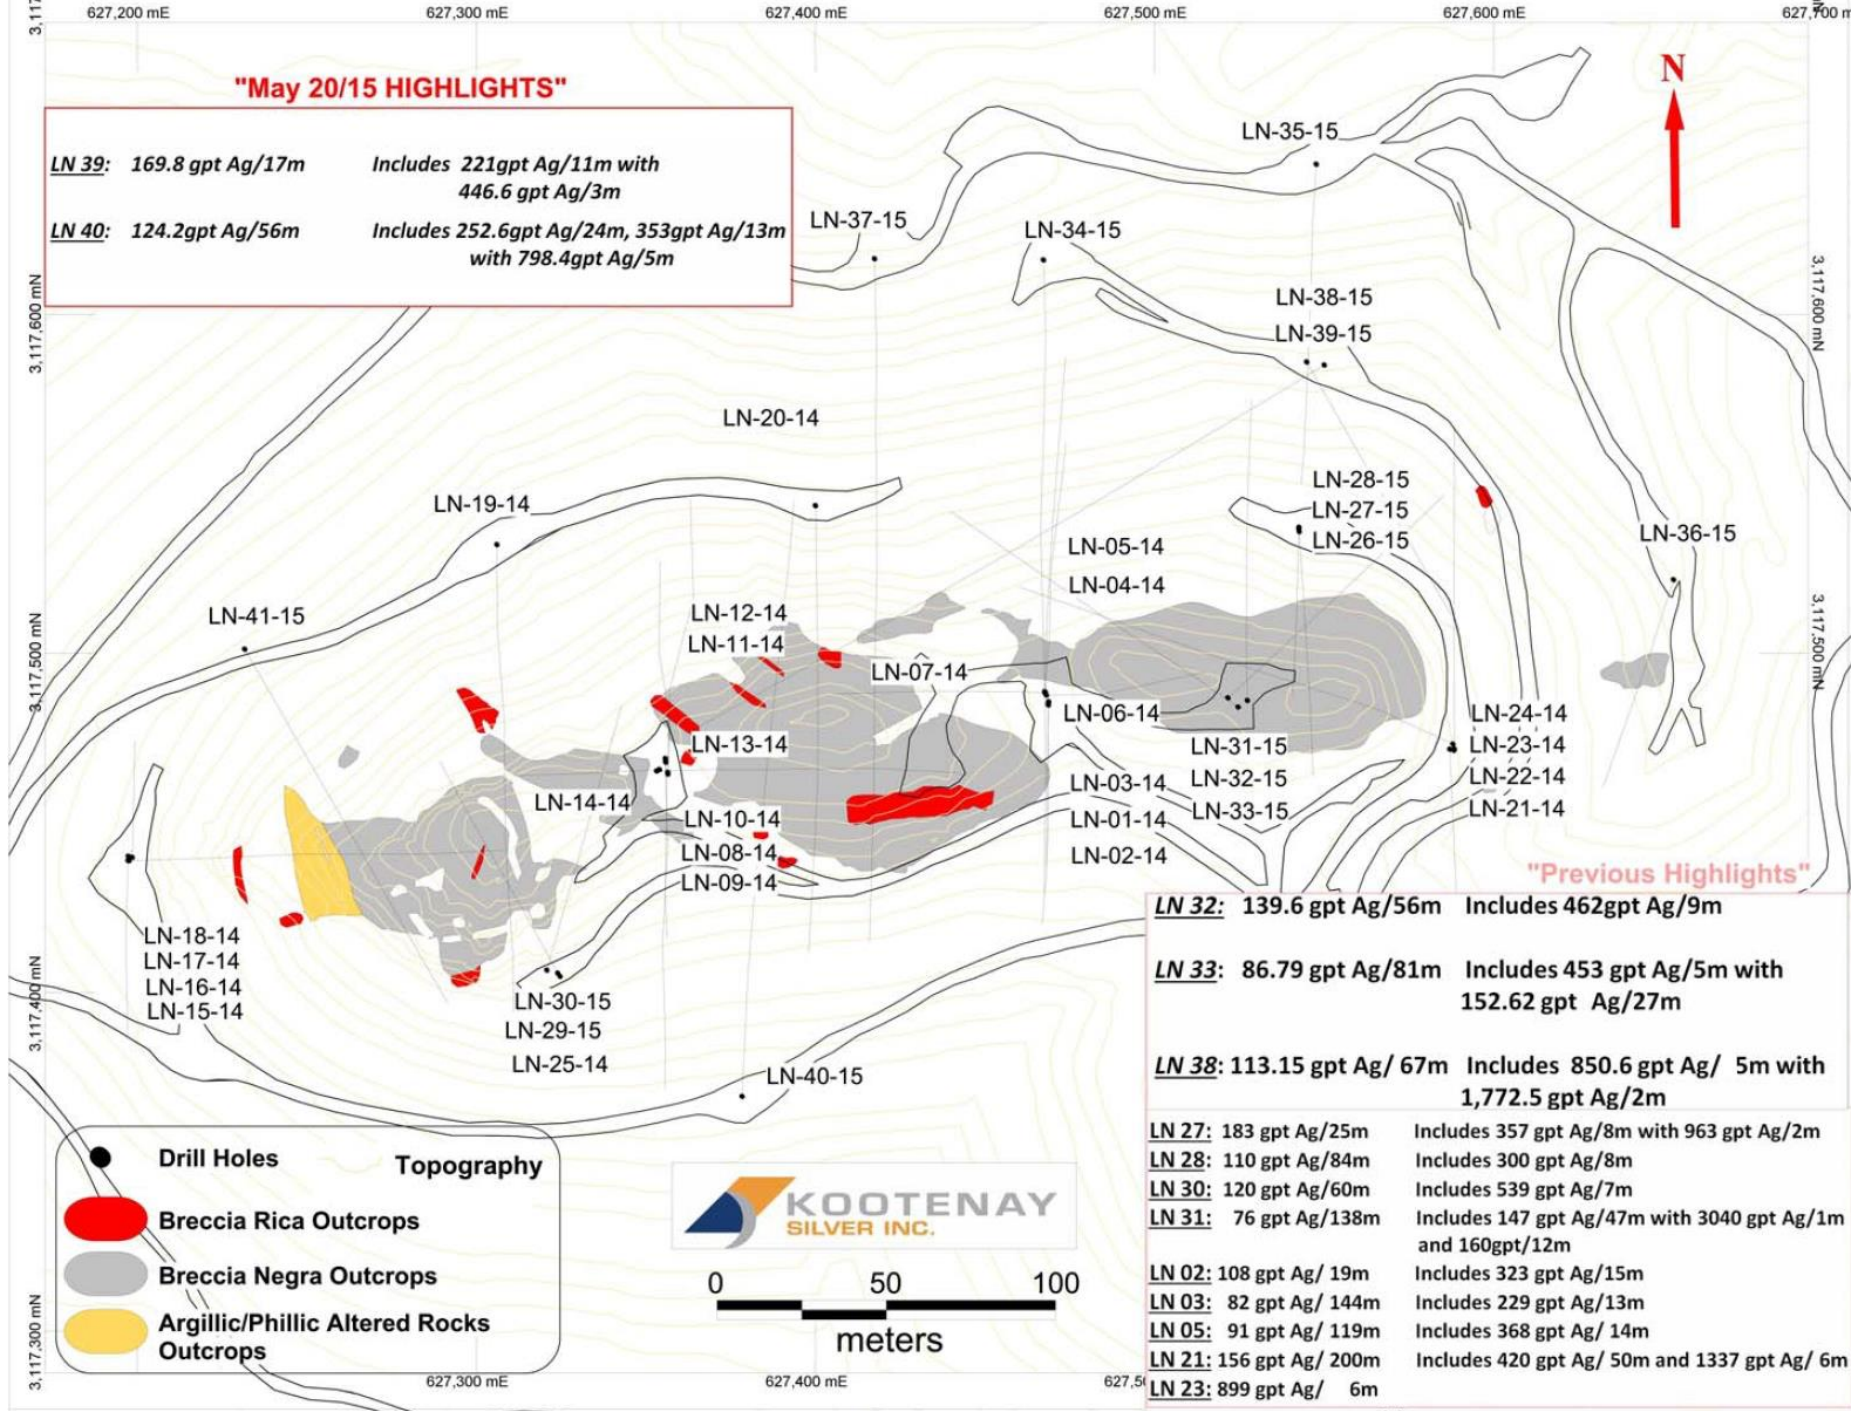 627,200 mE
627,300 mE
627,400 mE
627,500 mE
627,600 mE
627,700 m
3,117
"May 20/15 HIGHLIGHTS"
LN 39: 169.8 gpt Ag/17m Includes 221gpt Ag/11m with
446.6 gpt Ag/3m
LN 40: 124.2gpt Ag/56m Includes 252.6gpt Ag/24m, 353gpt Ag/13m
with 798.4gpt Ag/5m
N
LN-35-15
LN-37-15
LN-34-15
3,117,600 mN
3,117,600 mN
LN-38-15
LN-39-15
LN-20-14
LN-19-14
LN-28-15
LN-27-15
LN-26-15
LN-36-15
LN-05-14
LN-04-14
LN-41-15
LN-12-14
LN-11-14
3,117,500 mN
3,117,500 mN
LN-07-14
LN-06-14
LN-13-14
LN-24-14
LN-23-14
LN-22-14
LN-21-14
LN-31-15
LN-32-15
LN-33-15
LN-03-14
LN-01-14
LN-02-14
LN-14-14
LN-10-14
LN-08-14
LN-09-14
LN-18-14
LN-17-14
LN-16-14
LN-15-14
3,117,400 mN
LN-30-15
LN-29-15
LN-25-14
LN-40-15
"Previous Highlights"
LN 32: 139.6 gpt Ag/56m Includes 462gpt Ag/9m
LN 33: 86.79 gpt Ag/81m Includes 453 gpt Ag/5m with
152.62 gpt Ag/27m
LN 38: 113.15 gpt Ag/ 67m Includes 850.6 gpt Ag/ 5m with
1,772.5 gpt Ag/2m
LN 27: 183 gpt Ag/25m Includes 357 gpt Ag/8m with 963 gpt Ag/2m
LN 28: 110 gpt Ag/84m Includes 300 gpt Ag/8m
LN 30: 120 gpt Ag/60m Includes 539 gpt Ag/7m
LN 31: 76 gpt Ag/138m Includes 147 gpt Ag/47m with 3040 gpt Ag/1m
and 160gpt/12m
LN 02: 108 gpt Ag/ 19m Includes 323 gpt Ag/15m
LN 03: 82 gpt Ag/ 144m Includes 229 gpt Ag/13m
LN 05: 91 gpt Ag/ 119m Includes 368 gpt Ag/ 14m
LN 21: 156 gpt Ag/ 200m Includes 420 gpt Ag/ 50m and 1337 gpt Ag/ 6m
LN 23: 899 gpt Ag/ 6m
Drill Holes Topography
Breccia Rica Outcrops
Breccia Negra Outcrops
Argillic/Phillic Altered Rocks
Outcrops
KOOTENAY
SILVER INC.
0 50 100
meters
3,117,300 mN
627,300 mE
627,400 mE
627,5